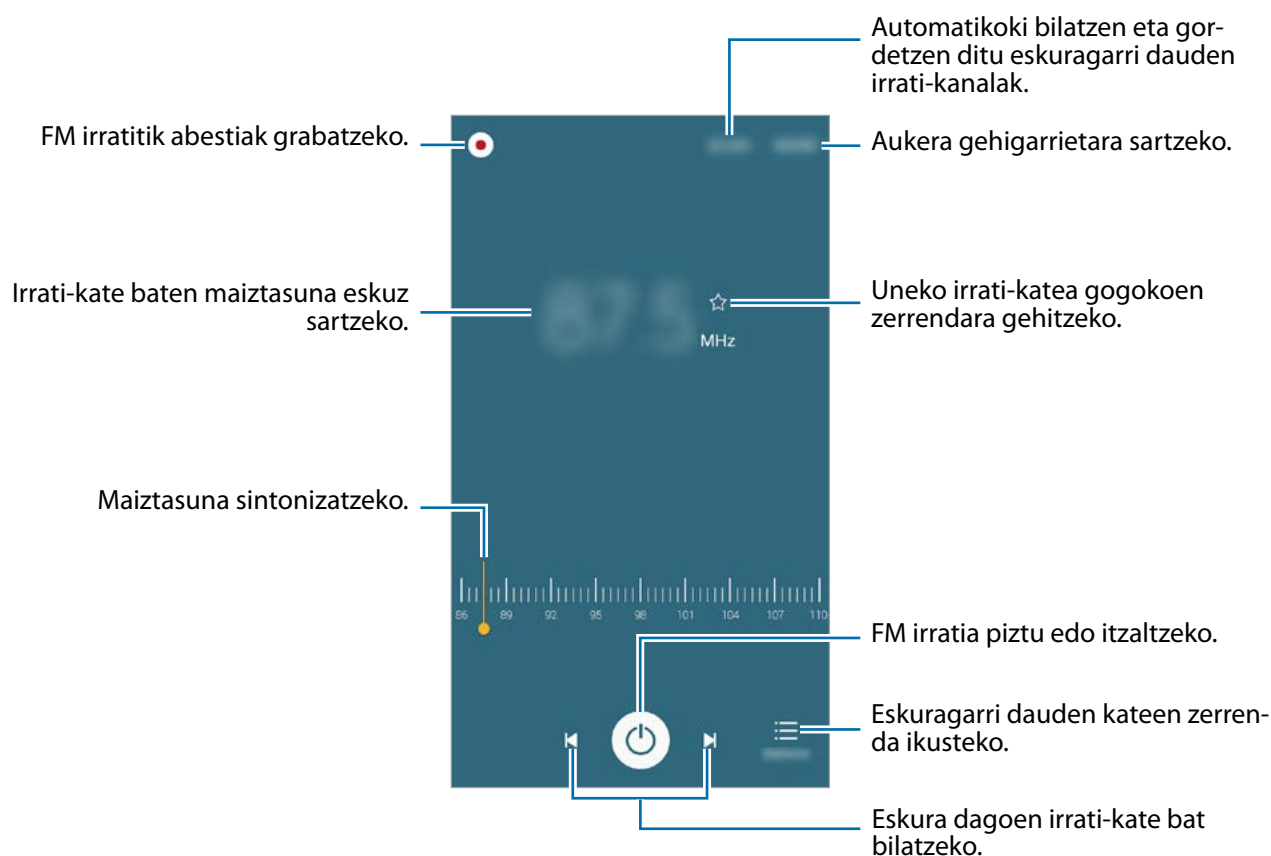 Automatikoki bilatzen eta gor-
detzen ditu eskuragarri dauden
irrati-kanalak.
FM irratitik abestiak grabatzeko.
Aukera gehigarrietara sartzeko.
Irrati-kate baten maiztasuna eskuz
sartzeko.
87.5
MHz
Uneko irrati-katea gogokoen
zerrendara gehitzeko.
Maiztasuna sintonizatzeko.
86 89 92 95 98 101 104 107 110
FM irratia piztu edo itzaltzeko.
Eskuragarri dauden kateen zerren-
da ikusteko.
Eskura dagoen irrati-kate bat
bilatzeko.